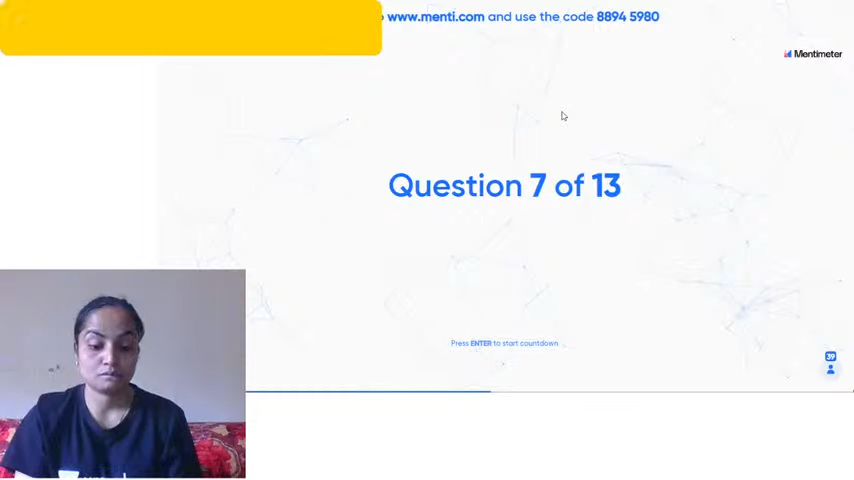 www.menti.com and use the code 8894 5980
Mentimeter
Question 7 of 13
Press ENTER to start countdown
39